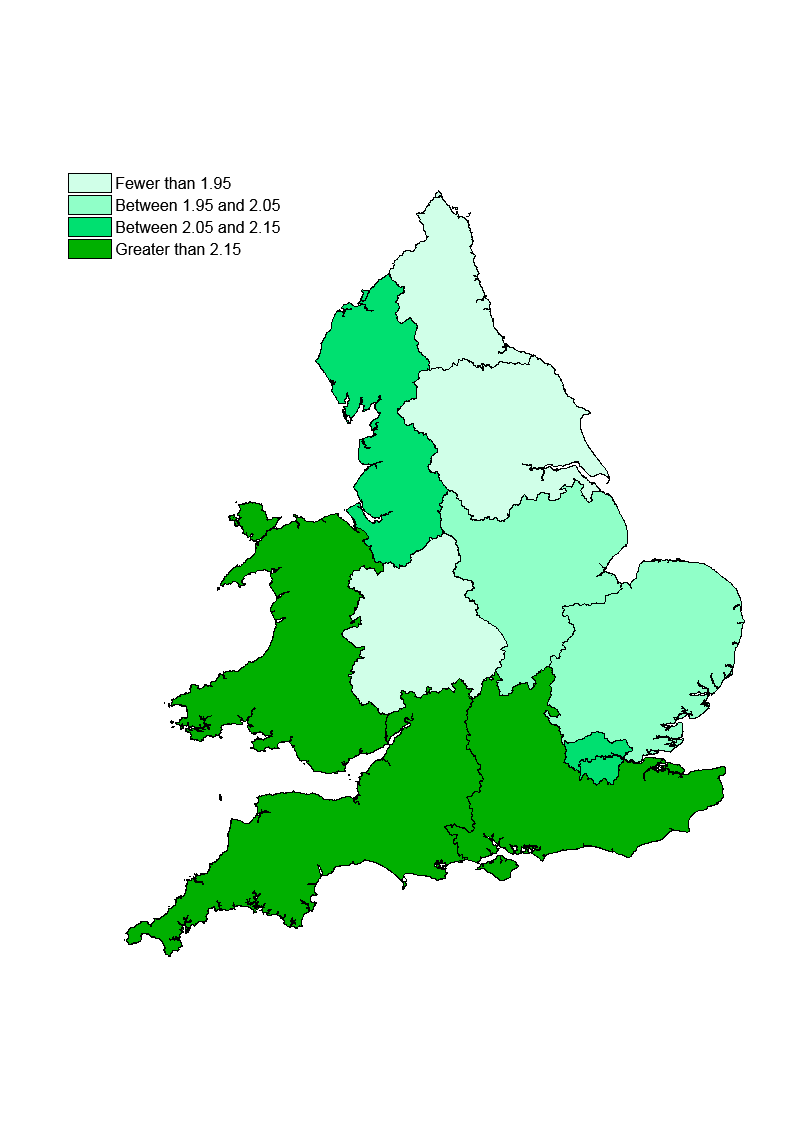 Fewer than 1.95
Between 1.95 and 2.05
Between 2.05 and 2.15
Greater than 2.15